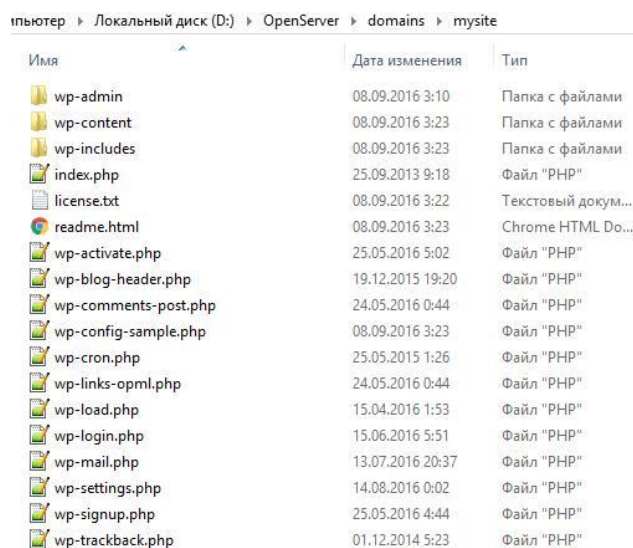 мпьютер Локальный диск (D:) OpenServer domains mysite
Имя Дата изменения Тип
wp-admin 08.09.2016 3:10 Папка с файлами
wp-content 08.09.2016 3:23 Папка с файлами
wp-includes 08.09.2016 3:23 Папка с файлами
index.php 25.09.2013 9:18 Файл "PHP"
license.txt 08.09.2016 3:22 Текстовый докум...
readme.html 08.09.2016 3:23 Chrome HTML Do...
wp-activate.php 25.05.2016 5:02 Файл "PHP"
wp-blog-header.php 19.12.2015 19:20 Файл "PHP"
wp-comments-post.php 24.05.2016 0:44 Файл "PHP"
wp-config-sample.php 08.09.2016 3:23 Файл "PHP"
wp-cron.php 25.05.2015 1:26 Файл "PHP"
wp-links-opml.php 24.05.2016 0:44 Файл "PHP"
wp-load.php 15.04.2016 1:53 Файл "PHP"
wp-login.php 15.06.2016 5:51 Файл "PHP"
wp-mail.php 13.07.2016 20:37 Файл "PHP"
wp-settings.php 14.08.2016 0:02 Файл "PHP"
wp-signup.php 25.05.2016 4:44 Файл "PHP"
wp-trackback.php 01.12.2014 5:23 Файл "PHP"